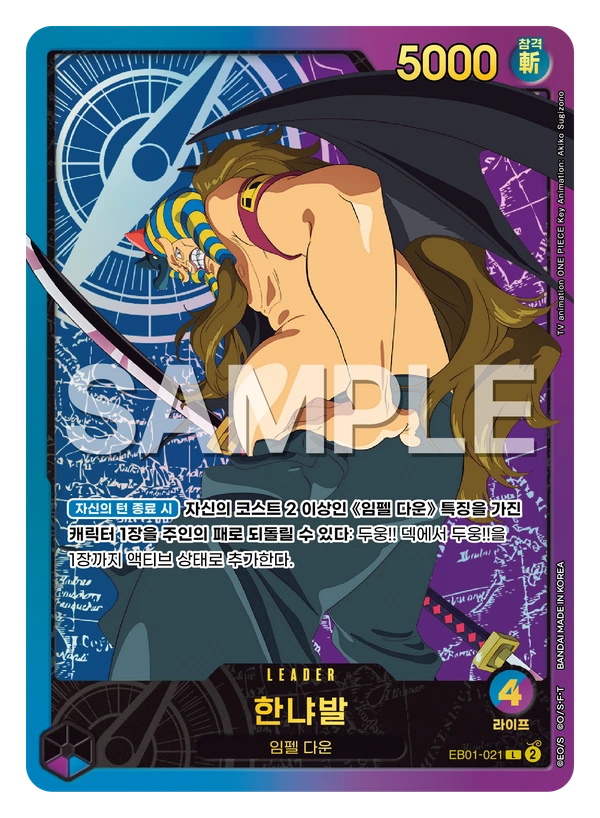 5000
참격
斬
TV animation ONE PIECE Key Animation: Akiko Sugizono
SAMPLE
자신의 턴 종료 시 자신의 코스트 2 이상인 《임펠 다운》 특징을 가진
캐릭터 1장을 주인의 패로 되돌릴 수 있다: 두웅!! 덱에서 두웅!!을
1장까지 액티브 상태로 추가한다.
LEADER
한냐발
4
라이프
임펠 다운
EB01-021 L 2
©E.O/S ©O/S·F·T BANDAI MADE IN KOREA